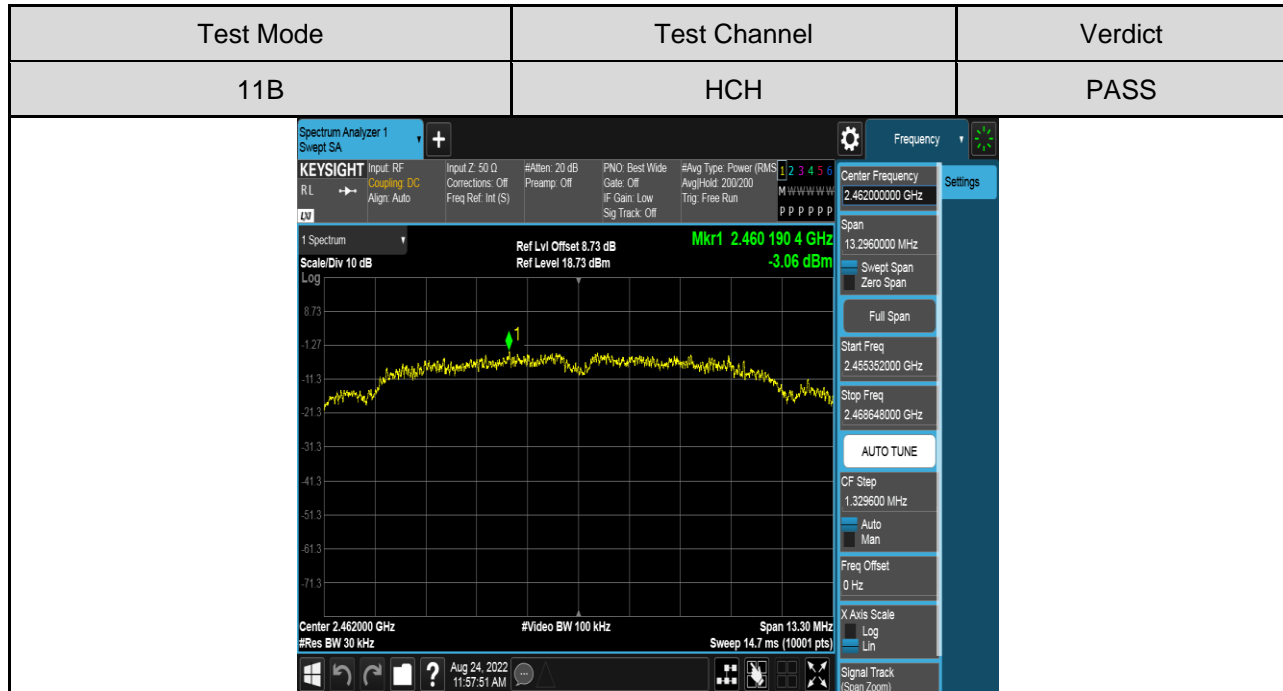 Test Mode Test Channel Verdict
11B HCH PASS
Spectrum Analyzer 1
Swept SA
+
Frequency
KEYSIGHT
RL
LXI
Input: RF
Coupling: DC
Align: Auto
Input Z: 50 Ω
Corrections: Off
Freq Ref: Int (S)
#Atten: 20 dB
Preamp: Off
PNO: Best Wide
Gate: Off
IF Gain: Low
Sig Track: Off
#Avg Type: Power (RMS
Avg|Hold: 200/200
Trig: Free Run
1 2 3 4 5 6
M W W W W W
P P P P P P
1 Spectrum
Scale/Div 10 dB
Ref Lvl Offset 8.73 dB
Ref Level 18.73 dBm
Mkr1 2.460 190 4 GHz
-3.06 dBm
Log
8.73
-1.27
-11.3
-21.3
-31.3
-41.3
-51.3
-61.3
-71.3
1
Center 2.462000 GHz
#Res BW 30 kHz
#Video BW 100 kHz
Span 13.30 MHz
Sweep 14.7 ms (10001 pts)
?
Aug 24, 2022
11:57:51 AM
Center Frequency
2.462000000 GHz
Span
13.2960000 MHz
Swept Span
Zero Span
Full Span
Start Freq
2.455352000 GHz
Stop Freq
2.468648000 GHz
AUTO TUNE
CF Step
1.329600 MHz
Auto
Man
Freq Offset
0 Hz
X Axis Scale
Log
Lin
Signal Track
(Span Zoom)
Settings